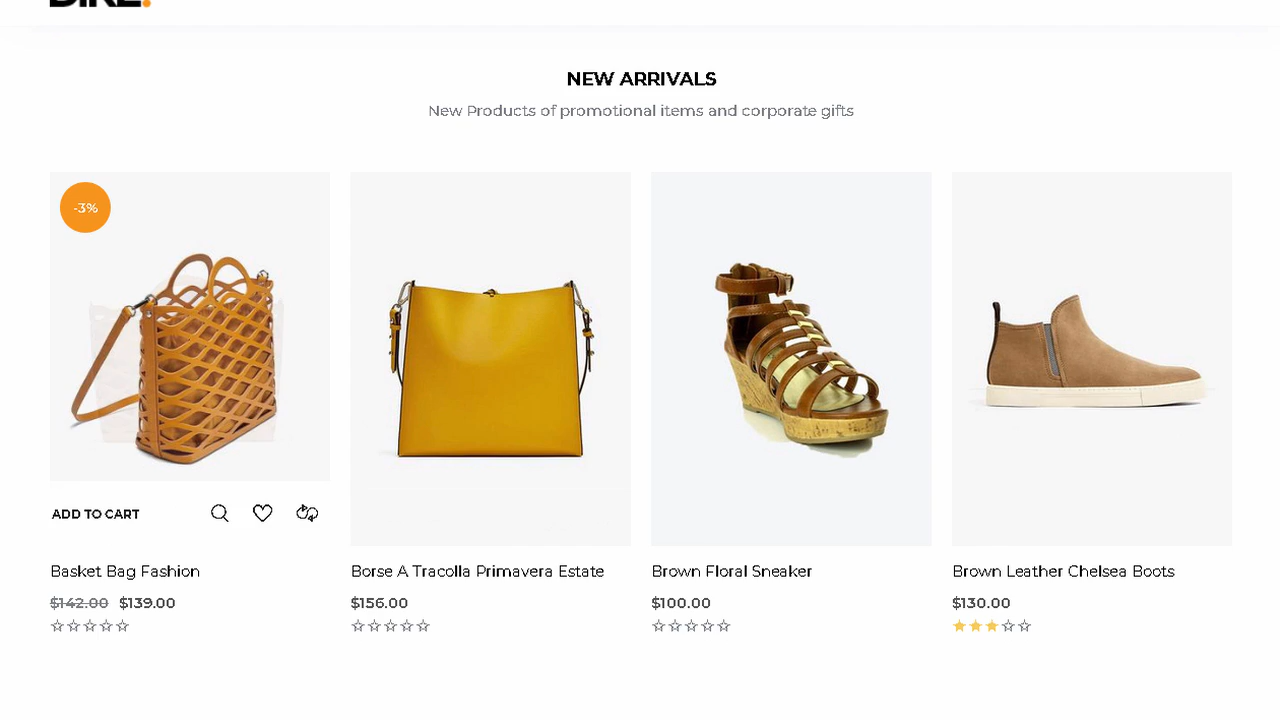 NEW ARRIVALS
New Products of promotional items and corporate gifts
-3%
ADD TO CART
Basket Bag Fashion
$142.00 $139.00
Borse A Tracolla Primavera Estate
$156.00
Brown Floral Sneaker
$100.00
Brown Leather Chelsea Boots
$130.00